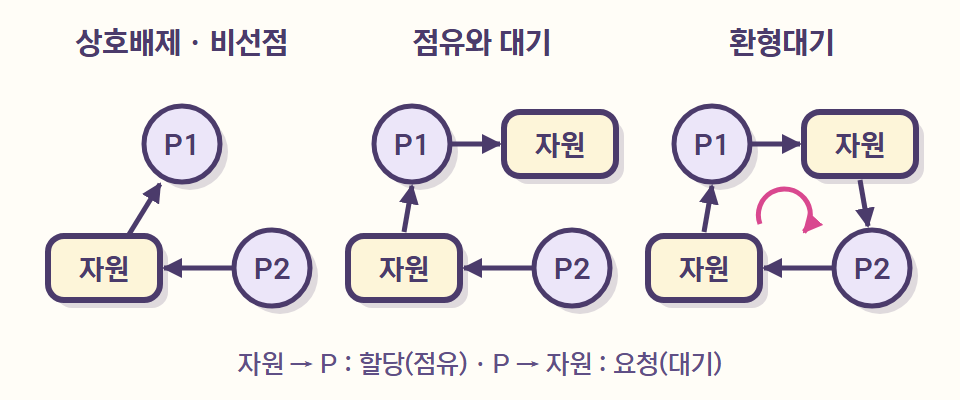 상호배제 · 비선점
P1
자원
P2
점유와 대기
P1
자원
자원
P2
환형대기
P1
자원
자원
P2
자원 → P : 할당(점유) · P → 자원 : 요청(대기)